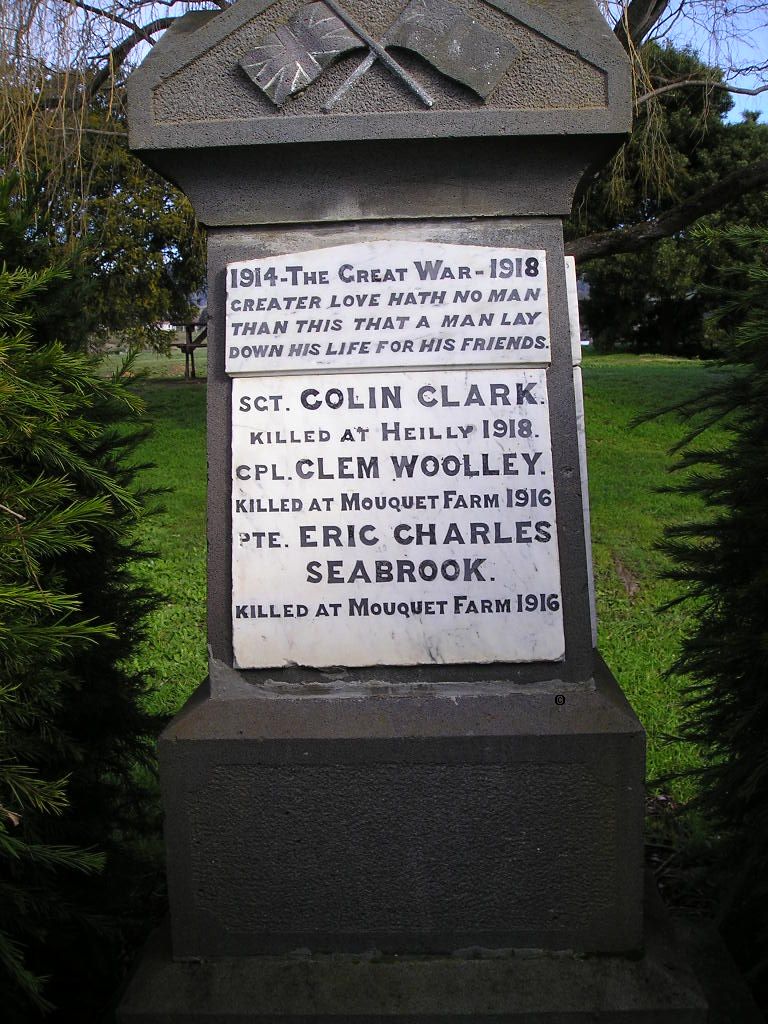 1914-THE GREAT WAR-1918
GREATER LOVE HATH NO MAN
THAN THIS THAT A MAN LAY
DOWN HIS LIFE FOR HIS FRIENDS.
SGT. COLIN CLARK.
KILLED AT HEILLY 1918.
CPL. CLEM WOOLLEY.
KILLED AT MOUQUET FARM 1916
PTE. ERIC CHARLES
SEABROOK.
KILLED AT MOUQUET FARM 1916